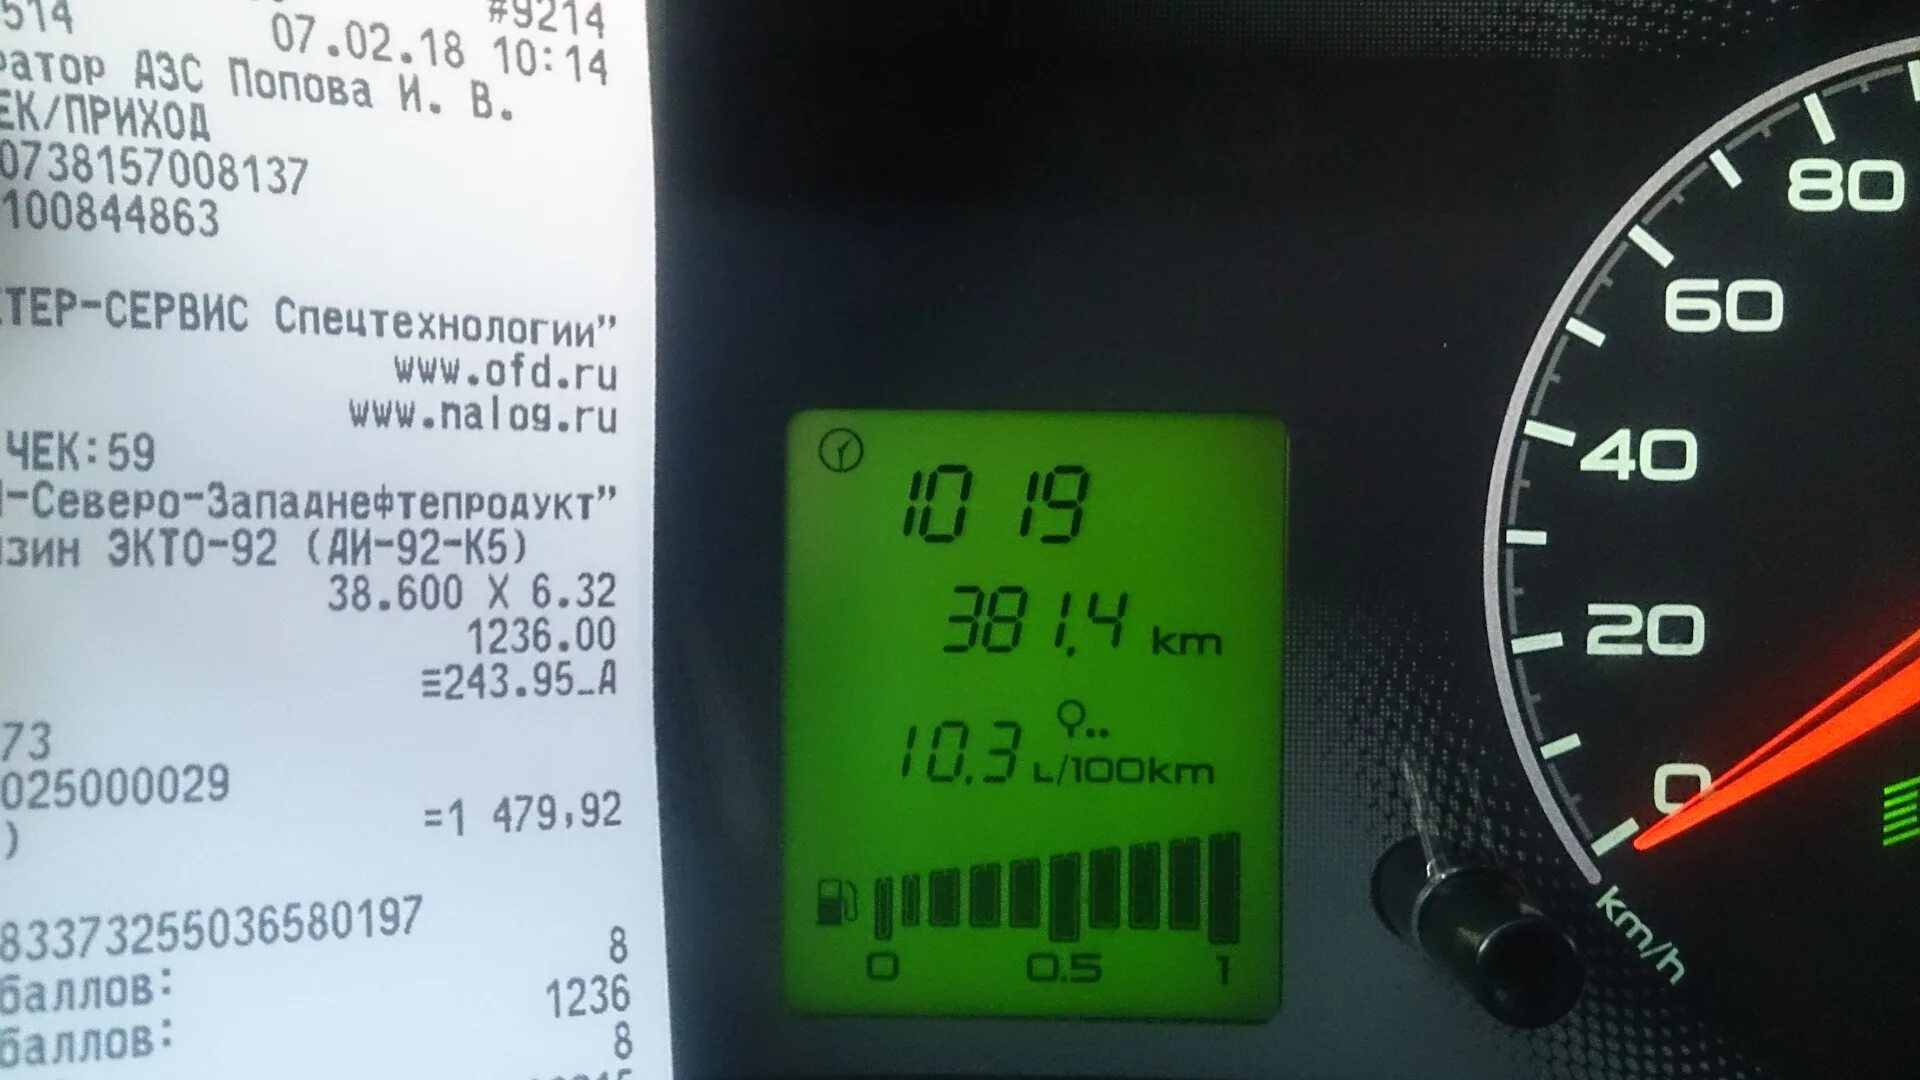 514 #9214
07.02.18 10:14
ратор АЗС Попова И. В.
ЕК/ПРИХОД
0738157008137
100844863
ТЕР-СЕРВИС Спецтехнологии"
www.ofd.ru
www.nalog.ru
ЧЕК:59
-Северо-Западнефтепродукт"
зин ЭКТО-92 (АИ-92-К5)
38.600 X 6.32
1236.00
≡243.95_А
73
025000029
=1 479,92
)
83373255036580197
8
баллов:
1236
баллов:
8
10 19
381,4 km
10,3 L/100km
0 0.5 1
80
60
40
20
0
km/h